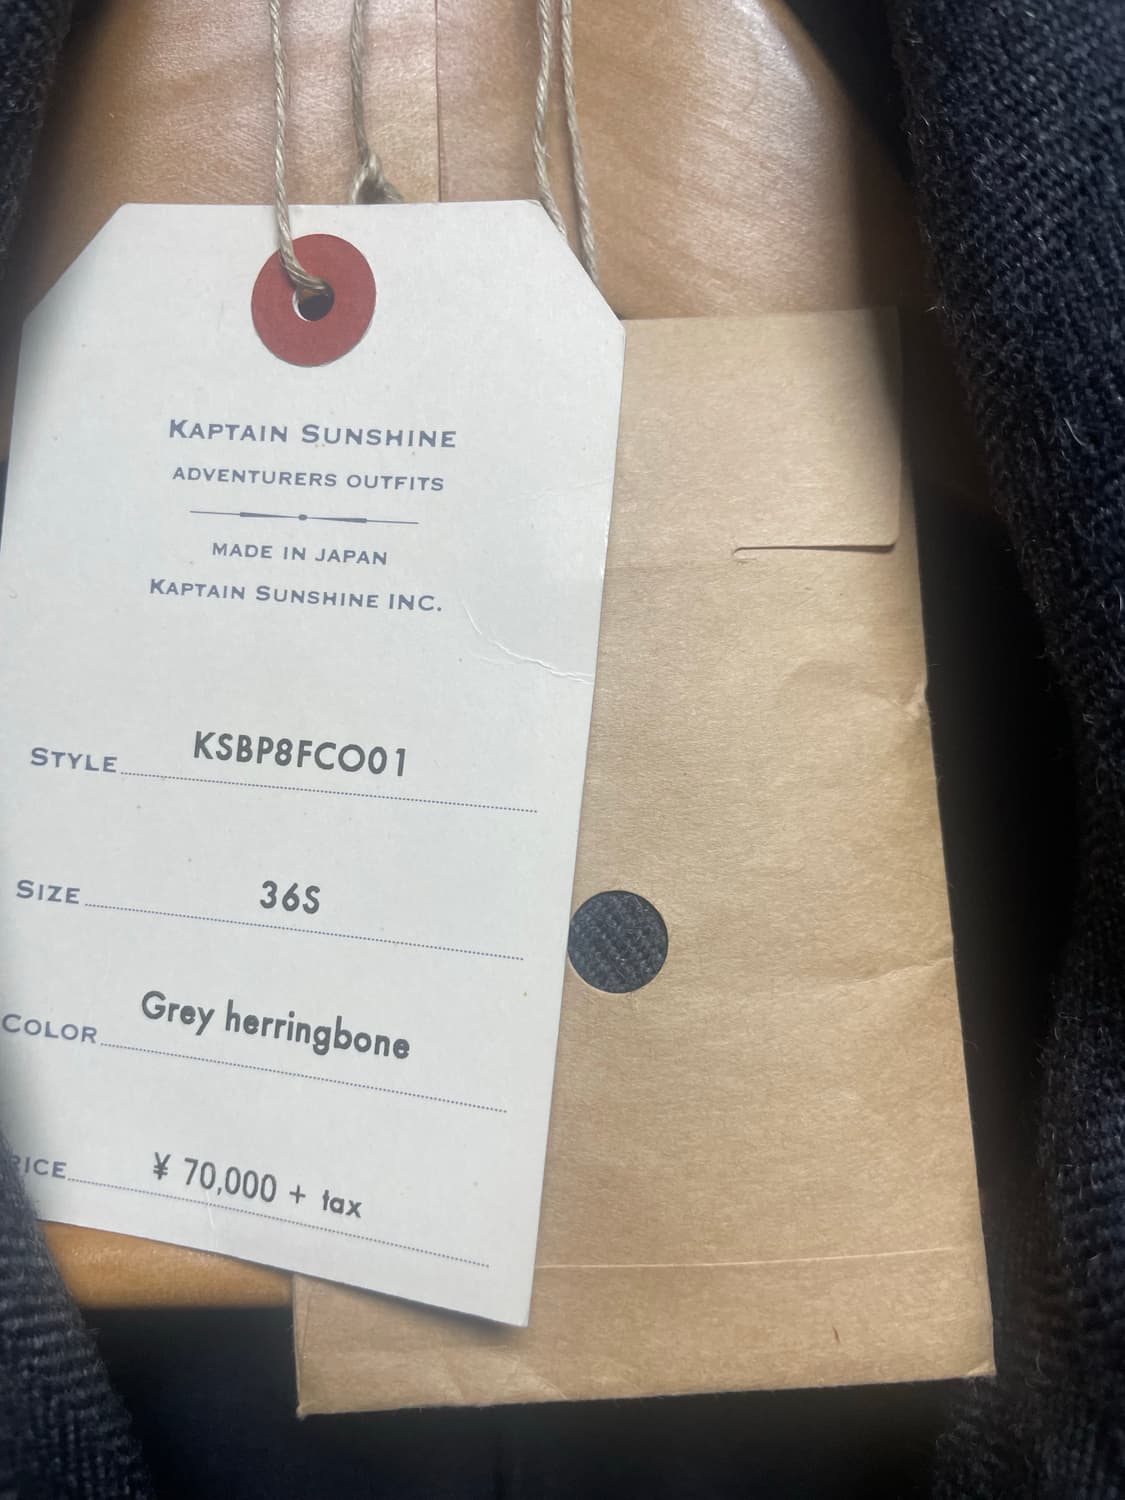 KAPTAIN SUNSHINE
ADVENTURERS OUTFITS
MADE IN JAPAN
KAPTAIN SUNSHINE INC.
STYLE KSBP8FCO01
SIZE 36S
COLOR Grey herringbone
RICE ¥ 70,000 + tax